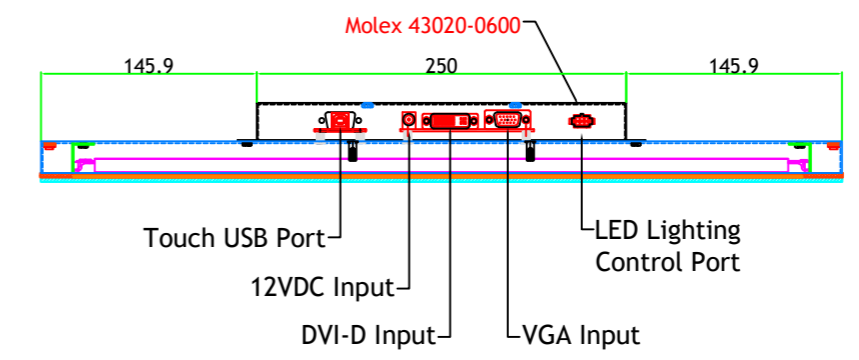 Molex 43020-0600
145.9
250
145.9
Touch USB Port
LED Lighting
Control Port
12VDC Input
DVI-D Input
VGA Input